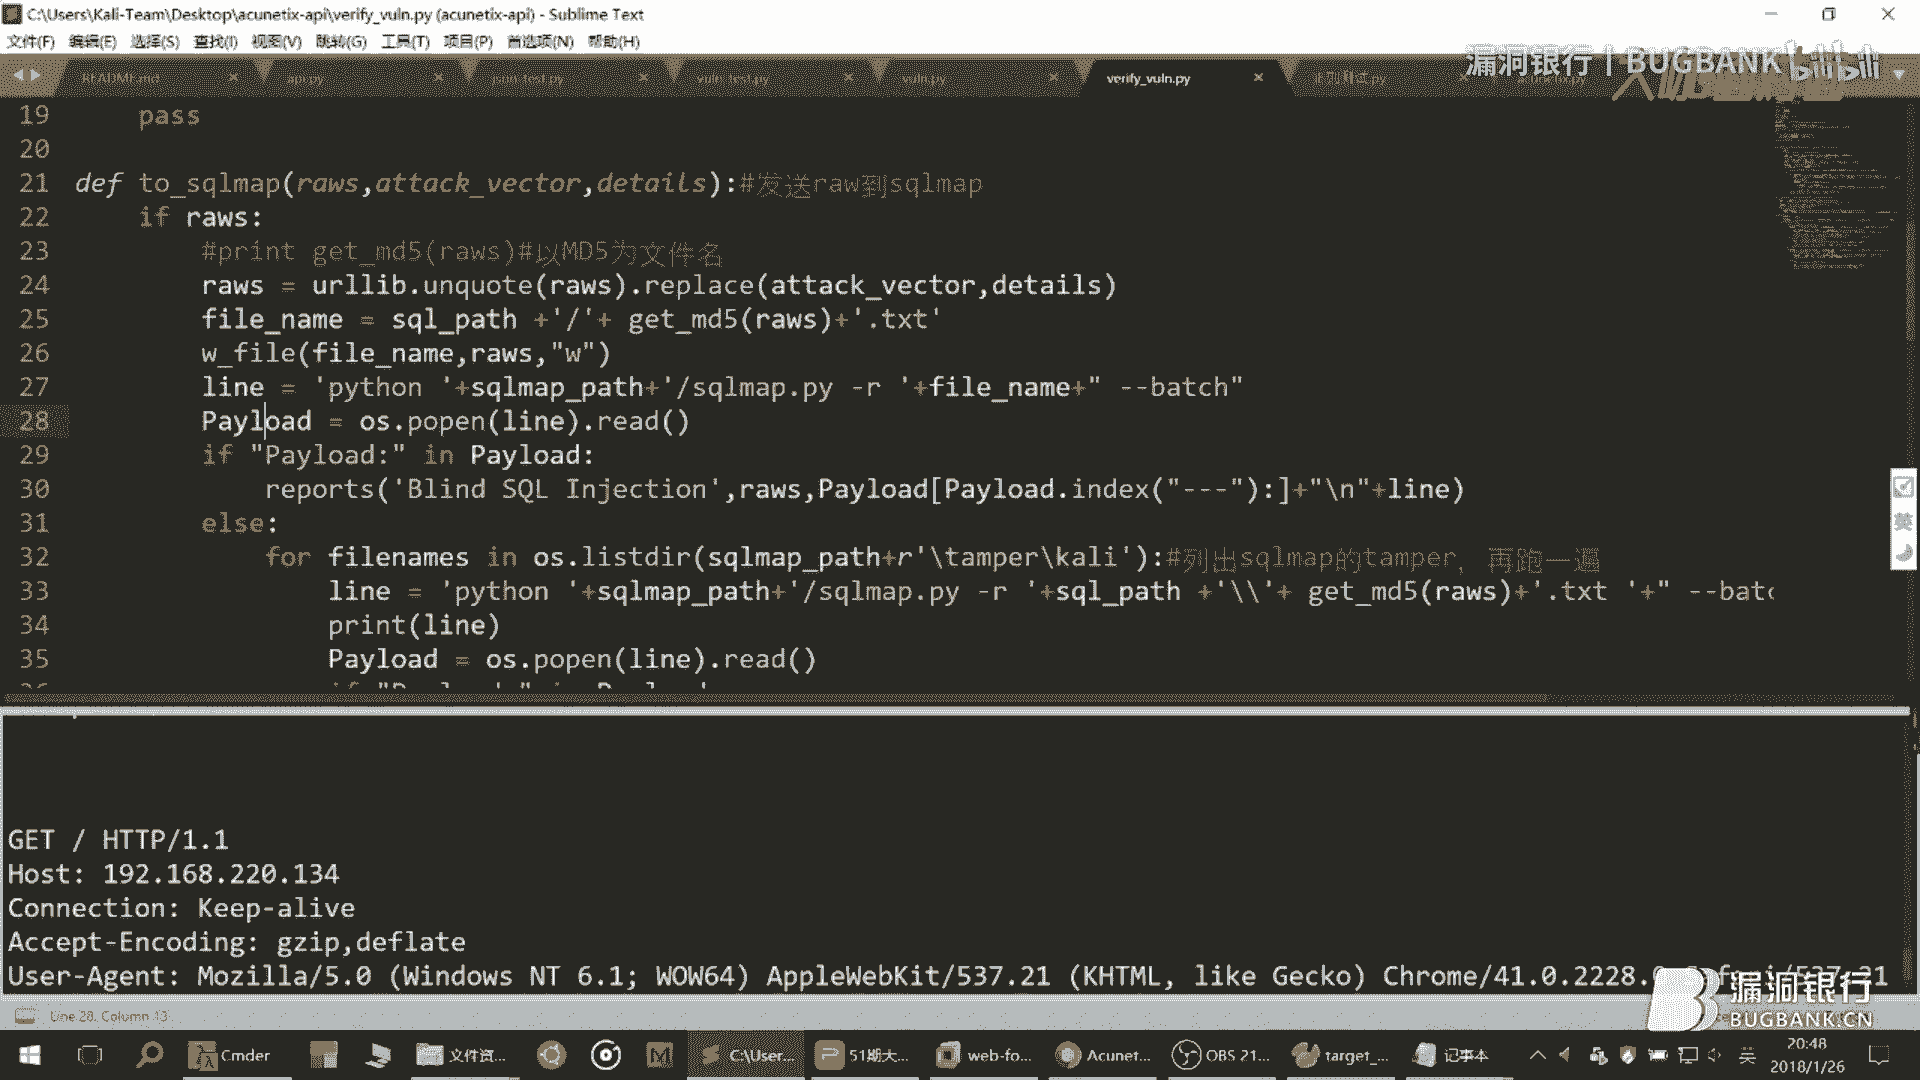 C:\Users\Kali-Team\Desktop\acunetix-api\verify_vuln.py (acunetix-api) - Sublime Text
文件(F) 编辑(E) 选择(S) 查找(I) 视图(V) 跳转(G) 工具(T) 项目(P) 首选项(N) 帮助(H)
漏洞银行 | BUGBANK bilibili
README.md api.py json_test.py vuln_test.py vuln.py verify_vuln.py
19 pass
20
21 def to_sqlmap(raws,attack_vector,details):#发送raw到sqlmap
22 if raws:
23 #print get_md5(raws)#以MD5为文件名
24 raws = urllib.unquote(raws).replace(attack_vector,details)
25 file_name = sql_path +'/'+ get_md5(raws)+'.txt'
26 w_file(file_name,raws,"w")
27 line = 'python '+sqlmap_path+'/sqlmap.py -r '+file_name+" --batch"
28 Payload = os.popen(line).read()
29 if "Payload:" in Payload:
30 reports('Blind SQL Injection',raws,Payload[Payload.index("---"):]+"\n"+line)
31 else:
32 for filenames in os.listdir(sqlmap_path+r'\tamper\kali'):#列出sqlmap的tamper, 再跑一遍
33 line = 'python '+sqlmap_path+'/sqlmap.py -r '+sql_path +'\\'+ get_md5(raws)+'.txt '+" --batc
34 print(line)
35 Payload = os.popen(line).read()
GET / HTTP/1.1
Host: 192.168.220.134
Connection: Keep-alive
Accept-Encoding: gzip,deflate
User-Agent: Mozilla/5.0 (Windows NT 6.1; WOW64) AppleWebKit/537.21 (KHTML, like Gecko) Chrome/41.0.2228.
漏洞银行
BUGBANK.CN
Line 28, Column 13
Cmder 文件资... C:\User... 51期大... web-fo... Acunet... OBS 21... target_... 记事本 英 20:48
2018/1/26
英